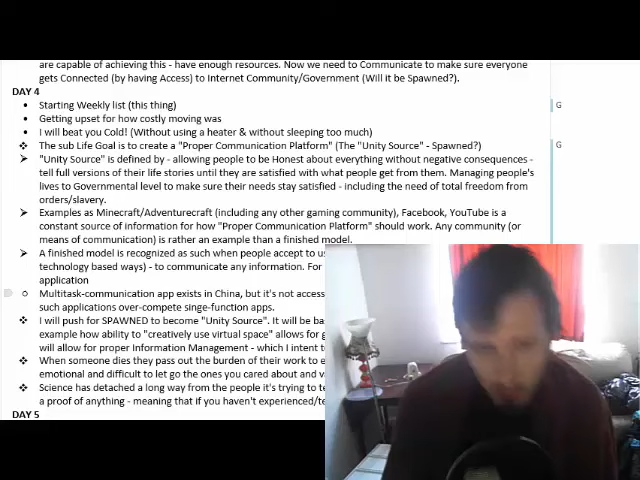 are capable of achieving this - have enough resources. Now we need to Communicate to make sure everyone
gets Connected (by having Access) to Internet Community/Government (Will it be Spawned?).
DAY 4
• Starting Weekly list (this thing)
• Getting upset for how costly moving was
• I will beat you Cold! (Without using a heater & without sleeping too much)
❖ The sub Life Goal is to create a "Proper Communication Platform" (The "Unity Source" - Spawned?)
➢ "Unity Source" is defined by - allowing people to be Honest about everything without negative consequences -
tell full versions of their life stories until they are satisfied with what people get from them. Managing people's
lives to Governmental level to make sure their needs stay satisfied - including the need of total freedom from
orders/slavery.
➢ Examples as Minecraft/Adventurecraft (including any other gaming community), Facebook, YouTube is a
constant source of information for how "Proper Communication Platform" should work. Any community (or
means of communication) is rather an example than a finished model.
➢ A finished model is recognized as such when people accept to us
technology based ways) - to communicate any information. For
application
○ Multitask-communication app exists in China, but it's not access
such applications over-compete singe-function apps.
❖ I will push for SPAWNED to become "Unity Source". It will be ba
example how ability to "creatively use virtual space" allows for g
will allow for proper Information Management - which I intent t
❖ When someone dies they pass out the burden of their work to e
emotional and difficult to let go the ones you cared about and v
❖ Science has detached a long way from the people it's trying to te
a proof of anything - meaning that if you haven't experienced/te
DAY 5
G
G